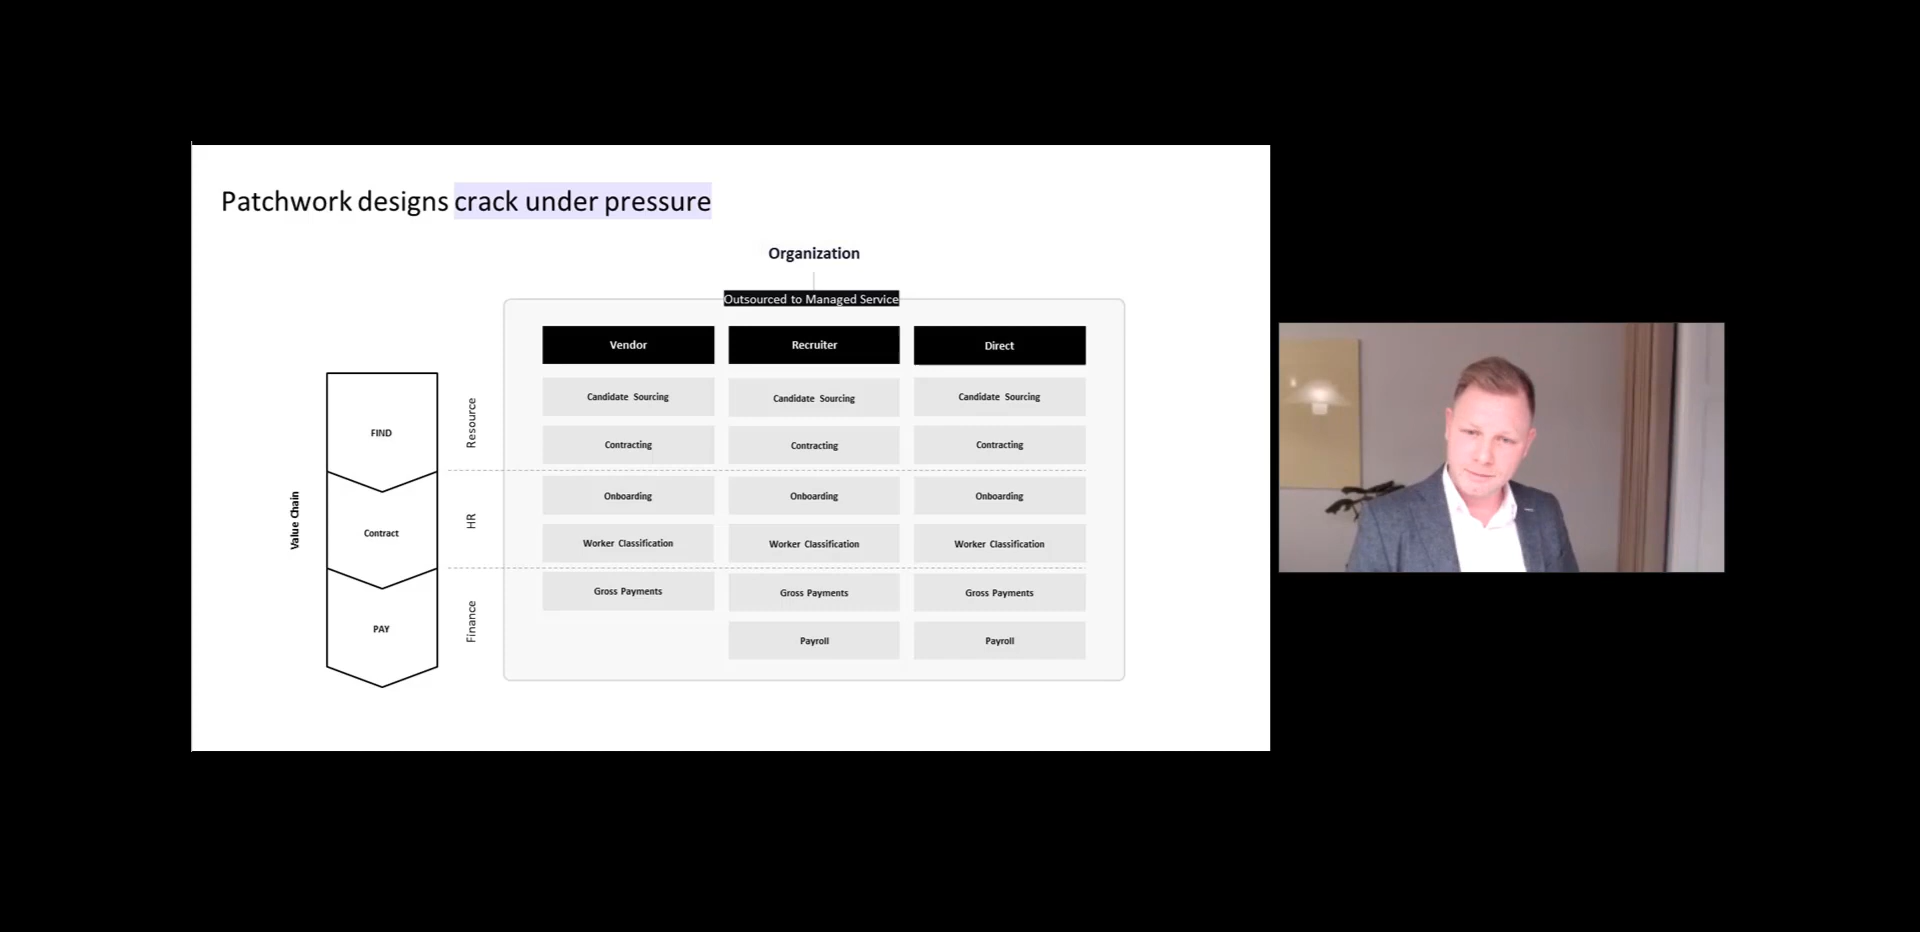 Patchwork designs crack under pressure
Organization
Outsourced to Managed Service
Vendor
Recruiter
Direct
Value Chain
FIND
Contract
PAY
Resource
HR
Finance
Candidate Sourcing
Candidate Sourcing
Candidate Sourcing
Contracting
Contracting
Contracting
Onboarding
Onboarding
Onboarding
Worker Classification
Worker Classification
Worker Classification
Gross Payments
Gross Payments
Gross Payments
Payroll
Payroll